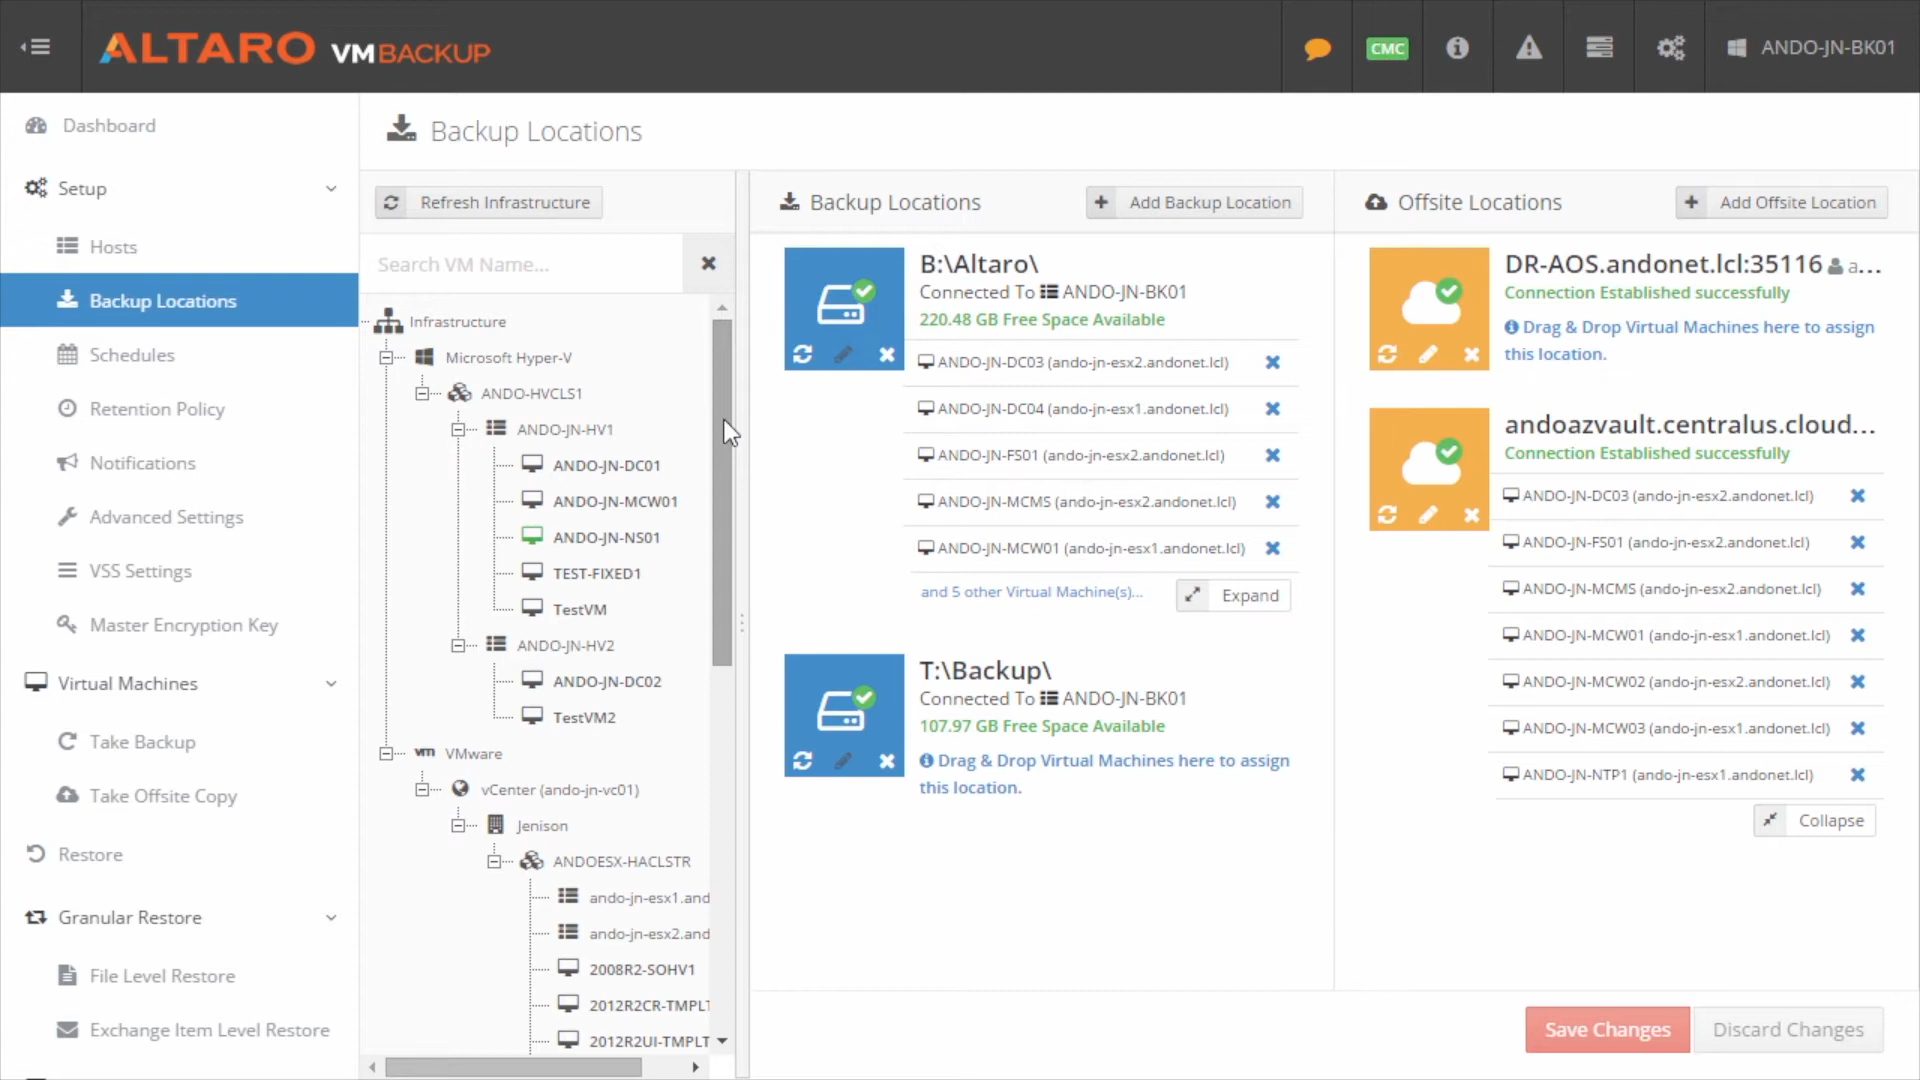 ALTARO VMBACKUP
CMC
ANDO-JN-BK01
Dashboard
Setup
Hosts
Backup Locations
Schedules
Retention Policy
Notifications
Advanced Settings
VSS Settings
Master Encryption Key
Virtual Machines
Take Backup
Take Offsite Copy
Restore
Granular Restore
File Level Restore
Exchange Item Level Restore
Backup Locations
Refresh Infrastructure
Search VM Name...
Infrastructure
Microsoft Hyper-V
ANDO-HVCLS1
ANDO-JN-HV1
ANDO-JN-DC01
ANDO-JN-MCW01
ANDO-JN-NS01
TEST-FIXED1
TestVM
ANDO-JN-HV2
ANDO-JN-DC02
TestVM2
vm VMware
vCenter (ando-jn-vc01)
Jenison
ANDOESX-HACLSTR
ando-jn-esx1.and
ando-jn-esx2.and
2008R2-SOHV1
2012R2CR-TMPLT
2012R2UI-TMPLT
Backup Locations
Add Backup Location
B:\Altaro\
Connected To ANDO-JN-BK01
220.48 GB Free Space Available
ANDO-JN-DC03 (ando-jn-esx2.andonet.lcl)
ANDO-JN-DC04 (ando-jn-esx1.andonet.lcl)
ANDO-JN-FS01 (ando-jn-esx2.andonet.lcl)
ANDO-JN-MCMS (ando-jn-esx2.andonet.lcl)
ANDO-JN-MCW01 (ando-jn-esx1.andonet.lcl)
and 5 other Virtual Machine(s)...
Expand
T:\Backup\
Connected To ANDO-JN-BK01
107.97 GB Free Space Available
Drag & Drop Virtual Machines here to assign
this location.
Offsite Locations
Add Offsite Location
DR-AOS.andonet.lcl:35116 a...
Connection Established successfully
Drag & Drop Virtual Machines here to assign
this location.
andoazvault.centralus.cloud...
Connection Established successfully
ANDO-JN-DC03 (ando-jn-esx2.andonet.lcl)
ANDO-JN-FS01 (ando-jn-esx2.andonet.lcl)
ANDO-JN-MCMS (ando-jn-esx2.andonet.lcl)
ANDO-JN-MCW01 (ando-jn-esx1.andonet.lcl)
ANDO-JN-MCW02 (ando-jn-esx2.andonet.lcl)
ANDO-JN-MCW03 (ando-jn-esx1.andonet.lcl)
ANDO-JN-NTP1 (ando-jn-esx1.andonet.lcl)
Collapse
Save Changes
Discard Changes